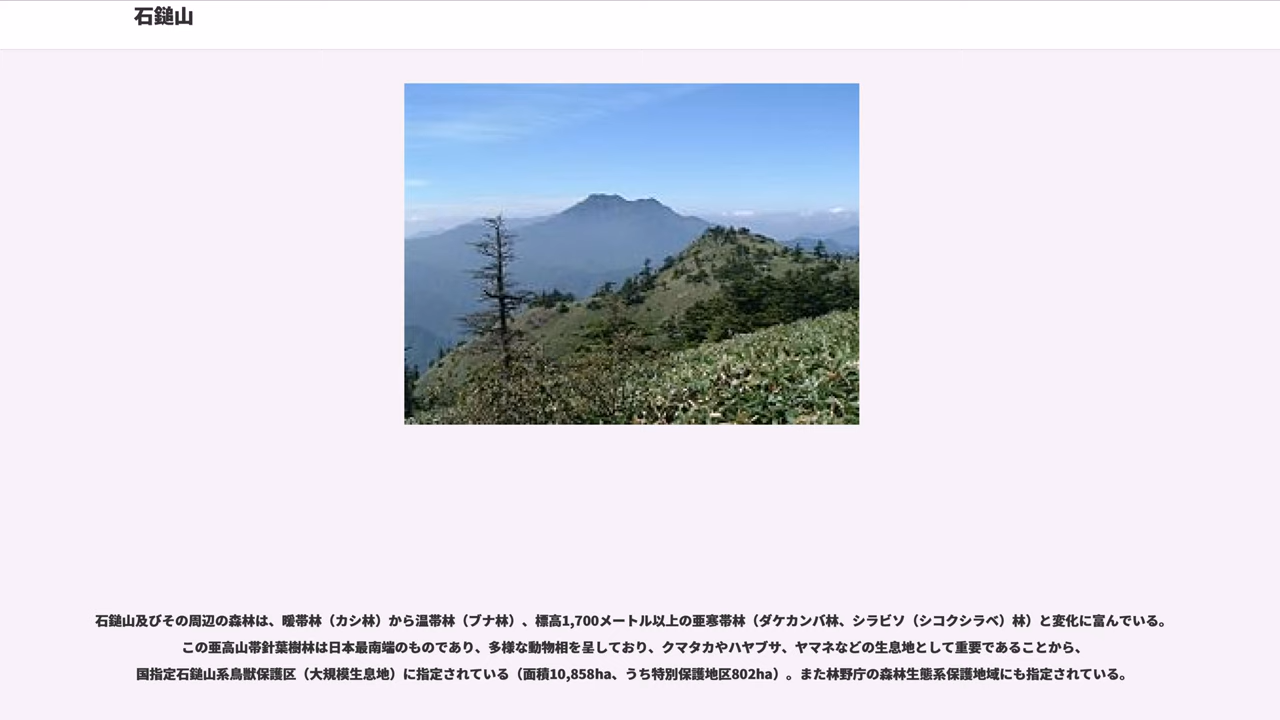 石鎚山
石鎚山及びその周辺の森林は、暖帯林（カシ林）から温帯林（ブナ林）、標高1,700メートル以上の亜寒帯林（ダケカンバ林、シラビソ（シコクシラベ）林）と変化に富んでいる。
この亜高山帯針葉樹林は日本最南端のものであり、多様な動物相を呈しており、クマタカやハヤブサ、ヤマネなどの生息地として重要であることから、
国指定石鎚山系鳥獣保護区（大規模生息地）に指定されている（面積10,858ha、うち特別保護地区802ha）。また林野庁の森林生態系保護地域にも指定されている。